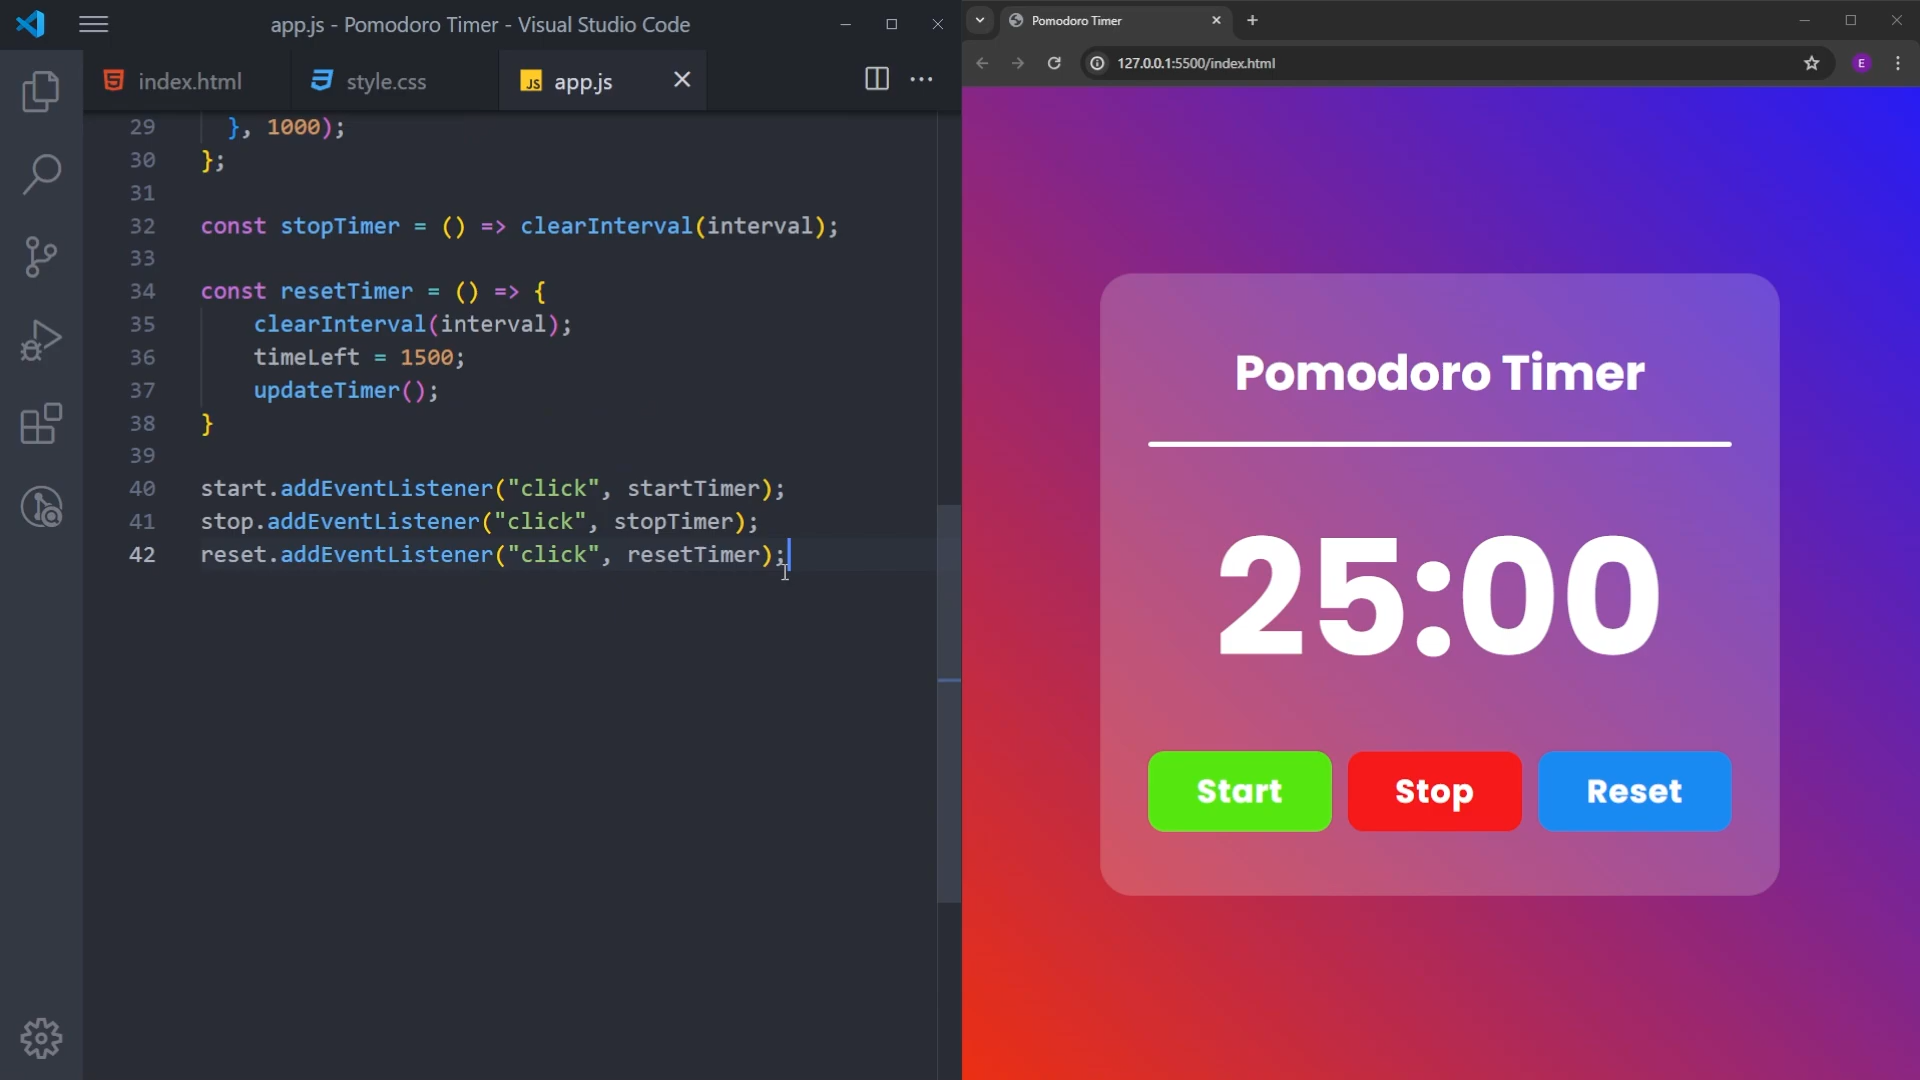 app.js - Pomodoro Timer - Visual Studio Code
index.html
style.css
JS app.js
29 }, 1000);
30 };
31
32 const stopTimer = () => clearInterval(interval);
33
34 const resetTimer = () => {
35 clearInterval(interval);
36 timeLeft = 1500;
37 updateTimer();
38 }
39
40 start.addEventListener("click", startTimer);
41 stop.addEventListener("click", stopTimer);
42 reset.addEventListener("click", resetTimer);
Pomodoro Timer
127.0.0.1:5500/index.html
E
Pomodoro Timer
25:00
Start
Stop
Reset